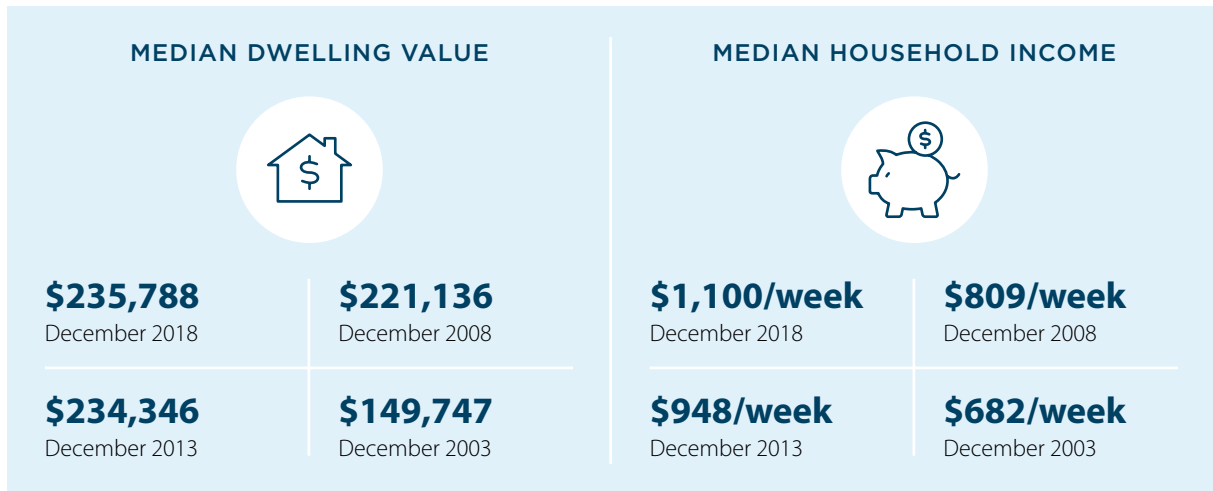 MEDIAN DWELLING VALUE
$
$235,788
December 2018
$221,136
December 2008
$234,346
December 2013
$149,747
December 2003
MEDIAN HOUSEHOLD INCOME
$
$1,100/week
December 2018
$809/week
December 2008
$948/week
December 2013
$682/week
December 2003